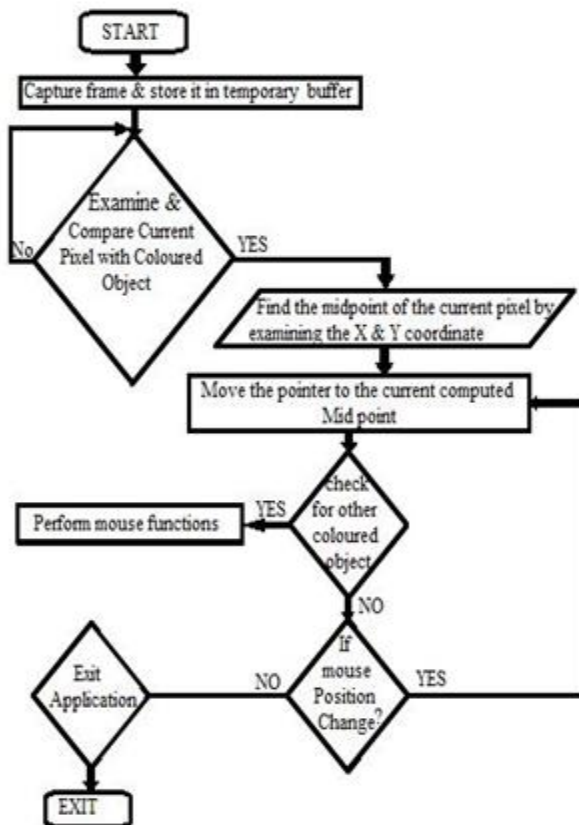 START
Capture frame & store it in temporary buffer
Examine &
Compare Current
Pixel with Coloured
Object
No
YES
Find the midpoint of the current pixel by
examining the X & Y coordinate
Move the pointer to the current computed
Mid point
check
for other
coloured
object
YES
Perform mouse functions
NO
If
mouse
Position
Change?
YES
NO
Exit
Application
EXIT